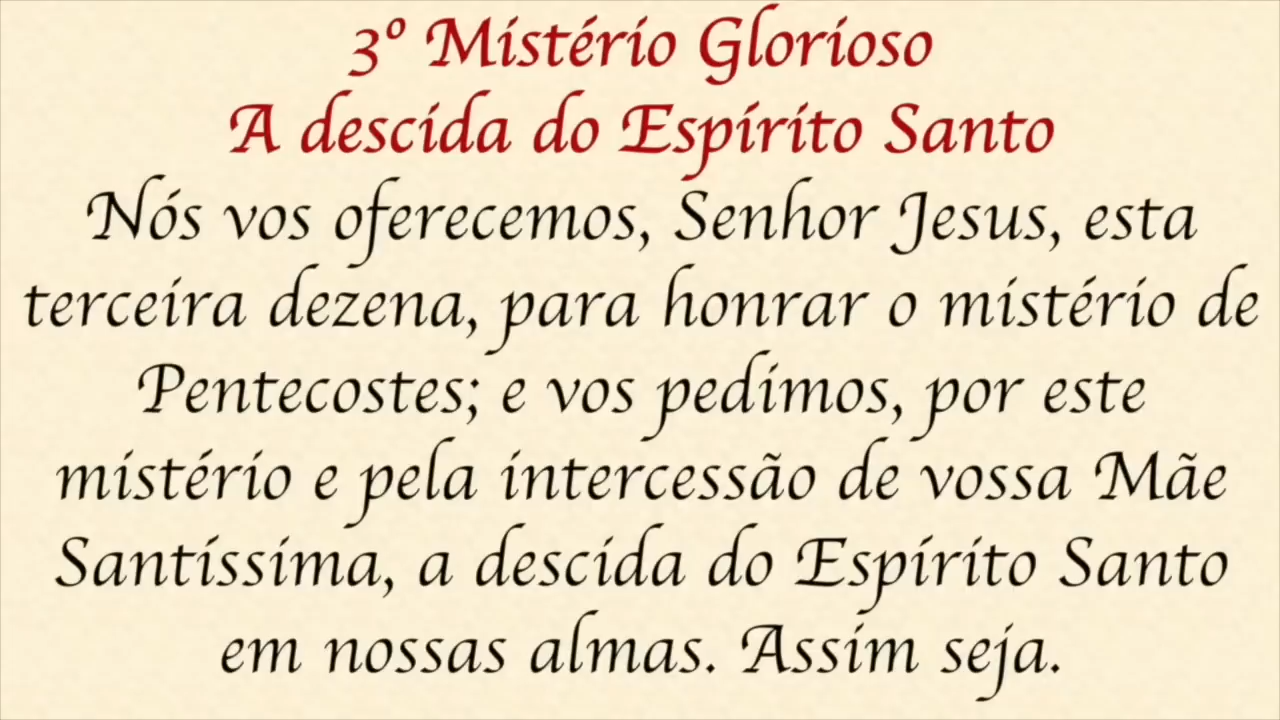 3º Mistério Glorioso
A descida do Espírito Santo
Nós vos oferecemos, Senhor Jesus, esta
terceira dezena, para honrar o mistério de
Pentecostes; e vos pedimos, por este
mistério e pela intercessão de vossa Mãe
Santíssima, a descida do Espírito Santo
em nossas almas. Assim seja.